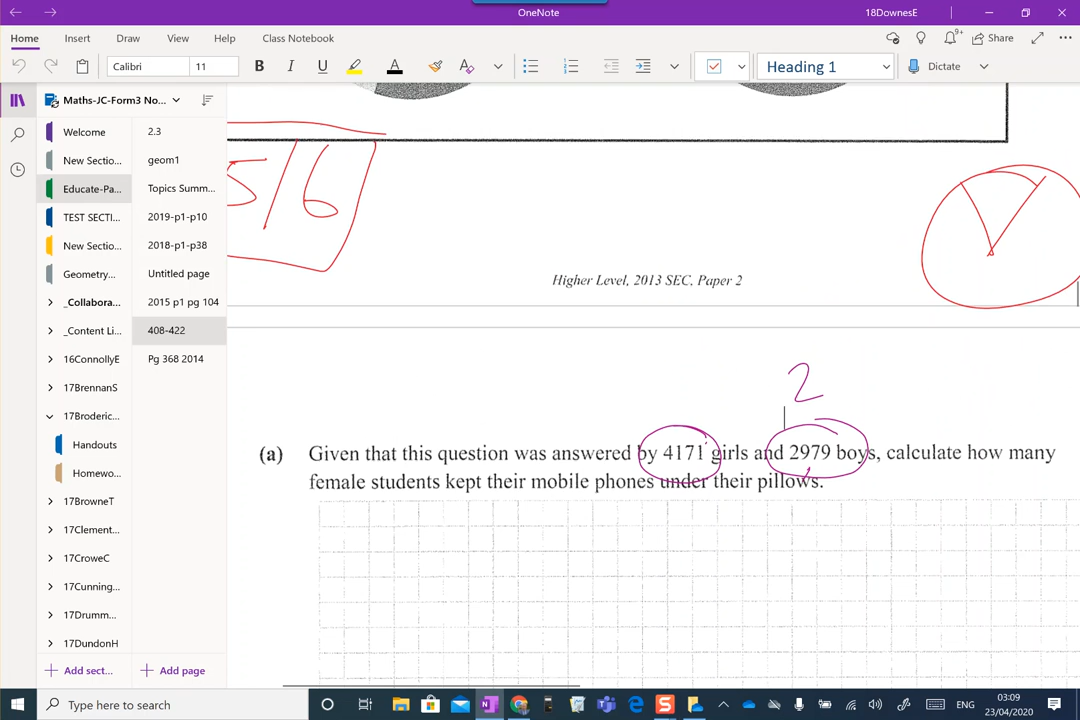 OneNote
18DownesE
Home Insert Draw View Help Class Notebook
9+
Share
Calibri 11 B I U A A Heading 1 Dictate
Maths-JC-Form3 No...
Welcome
New Sectio...
Educate-Pa...
TEST SECTI...
New Sectio...
Geometry...
_Collabora...
_Content Li...
16ConnollyE
17BrennanS
17Broderic...
Handouts
Homewo...
17BrowneT
17Clement...
17CroweC
17Cunning...
17Drumm...
17DundonH
Add sect...
2.3
geom1
Topics Summ...
2019-p1-p10
2018-p1-p38
Untitled page
2015 p1 pg 104
408-422
Pg 368 2014
Add page
5/6
Higher Level, 2013 SEC, Paper 2
2
(a) Given that this question was answered by 4171 girls and 2979 boys, calculate how many
female students kept their mobile phones under their pillows.
Type here to search
ENG
03:09
23/04/2020